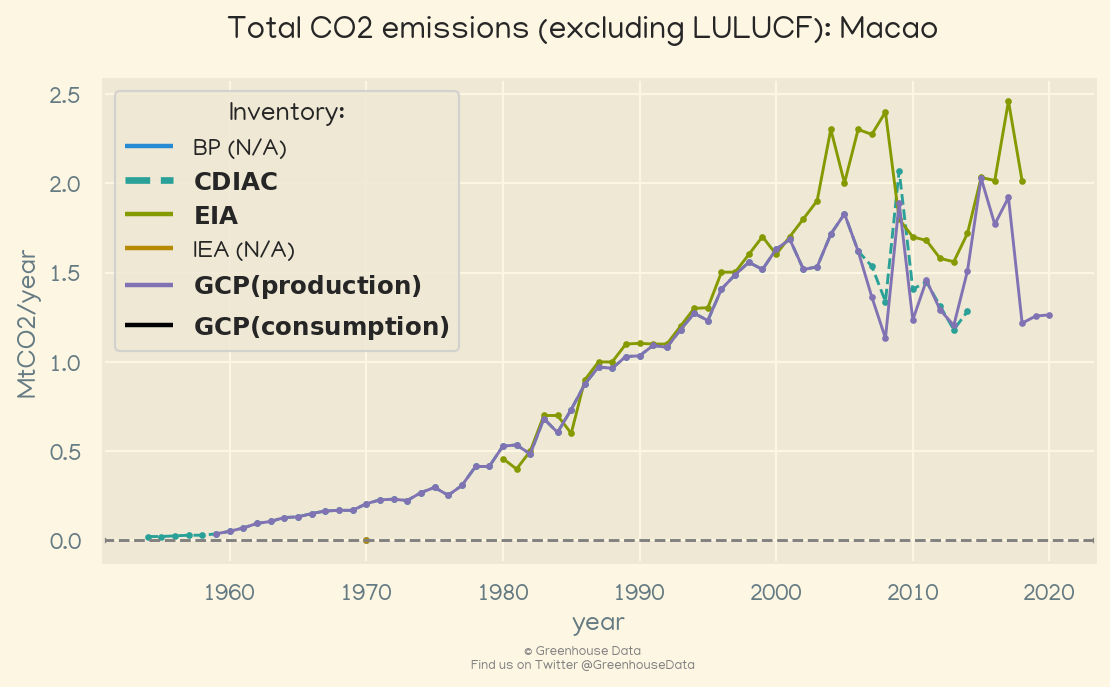 Total CO2 emissions (excluding LULUCF): Macao
Inventory:
BP (N/A)
CDIAC
EIA
IEA (N/A)
GCP(production)
GCP(consumption)
MtCO2/year
2.5
2.0
1.5
1.0
0.5
0.0
1960 1970 1980 1990 2000 2010 2020
year
© Greenhouse Data
Find us on Twitter @GreenhouseData